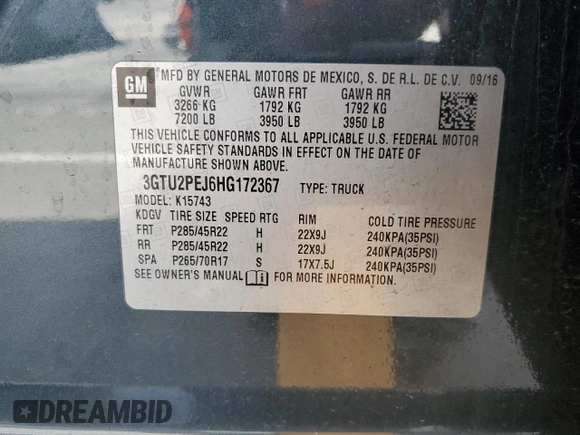 GM
MFD BY GENERAL MOTORS DE MEXICO, S. DE R.L. DE C.V. 09/16
GVWR GAWR FRT GAWR RR
3266 KG 1792 KG 1792 KG
7200 LB 3950 LB 3950 LB
THIS VEHICLE CONFORMS TO ALL APPLICABLE U.S. FEDERAL MOTOR
VEHICLE SAFETY STANDARDS IN EFFECT ON THE DATE OF
MANUFACTURE SHOWN ABOVE.
3GTU2PEJ6HG172367 TYPE: TRUCK
MODEL: K15743
KDGV TIRE SIZE SPEED RTG RIM COLD TIRE PRESSURE
FRT P285/45R22 H 22X9J 240KPA(35PSI)
RR P285/45R22 H 22X9J 240KPA(35PSI)
SPA P265/70R17 S 17X7.5J 240KPA(35PSI)
SEE OWNER'S MANUAL FOR MORE INFORMATION.
DREAMBID